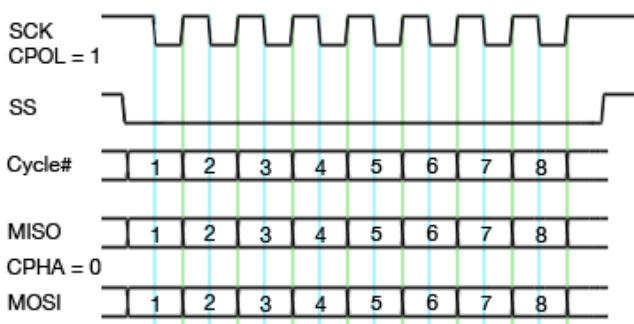 SCK
CPOL = 1
SS
Cycle# 1 2 3 4 5 6 7 8
MISO 1 2 3 4 5 6 7 8
CPHA = 0
MOSI 1 2 3 4 5 6 7 8